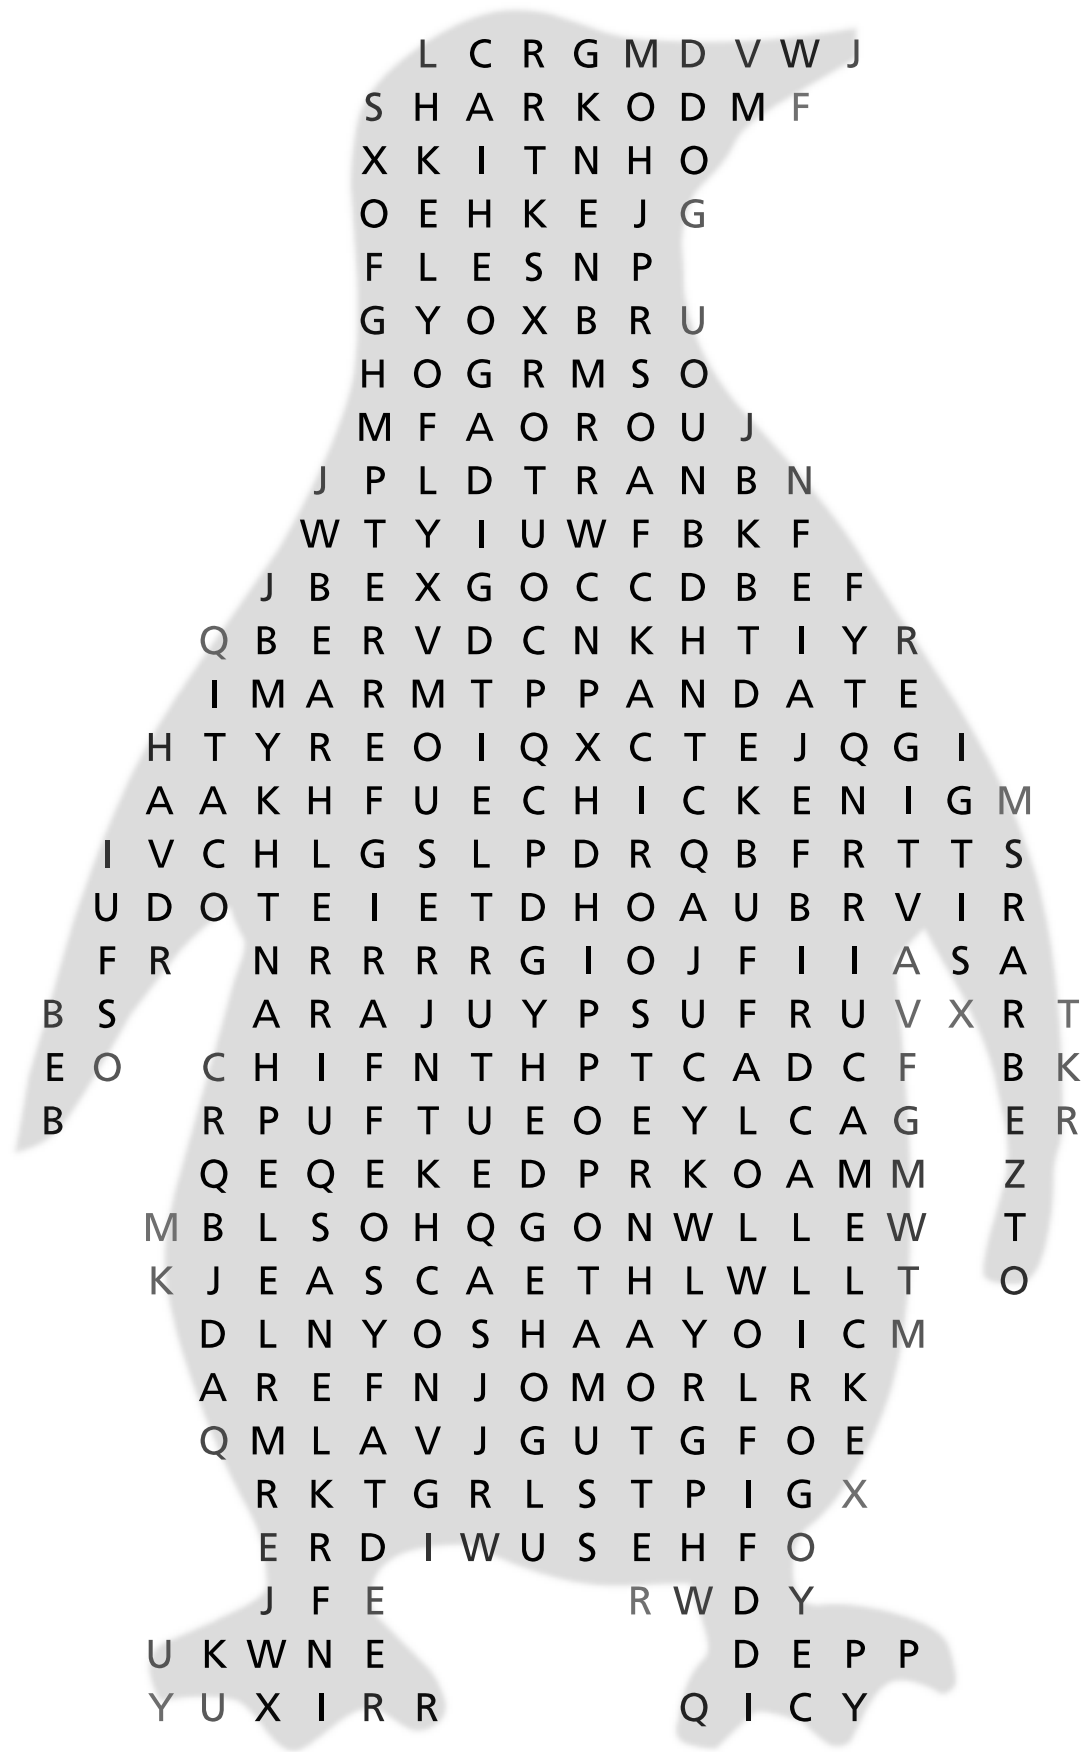 L C R G M D V W J
S H A R K O D M F
X K I T N H O
O E H K E J G
F L E S N P
G Y O X B R U
H O G R M S O
M F A O R O U J
J P L D T R A N B N
W T Y I U W F B K F
J B E X G O C C D B E F
Q B E R V D C N K H T I Y R
I M A R M T P P A N D A T E
H T Y R E O I Q X C T E J Q G I
A A K H F U E C H I C K E N I G M
I V C H L G S L P D R Q B F R T T S
U D O T E I E T D H O A U B R V I R
F R N R R R R G I O J F I I A S A
B S A R A J U Y P S U F R U V X R T
E O C H I F N T H P T C A D C F B K
B R P U F T U E O E Y L C A G E R
Q E Q E K E D P R K O A M M Z
M B L S O H Q G O N W L L E W T
K J E A S C A E T H L W L L T O
D L N Y O S H A A Y O I C M
A R E F N J O M O R L R K
Q M L A V J G U T G F O E
R K T G R L S T P I G X
E R D I W U S E H F O
J F E R W D Y
U K W N E D E P P
Y U X I R R Q I C Y